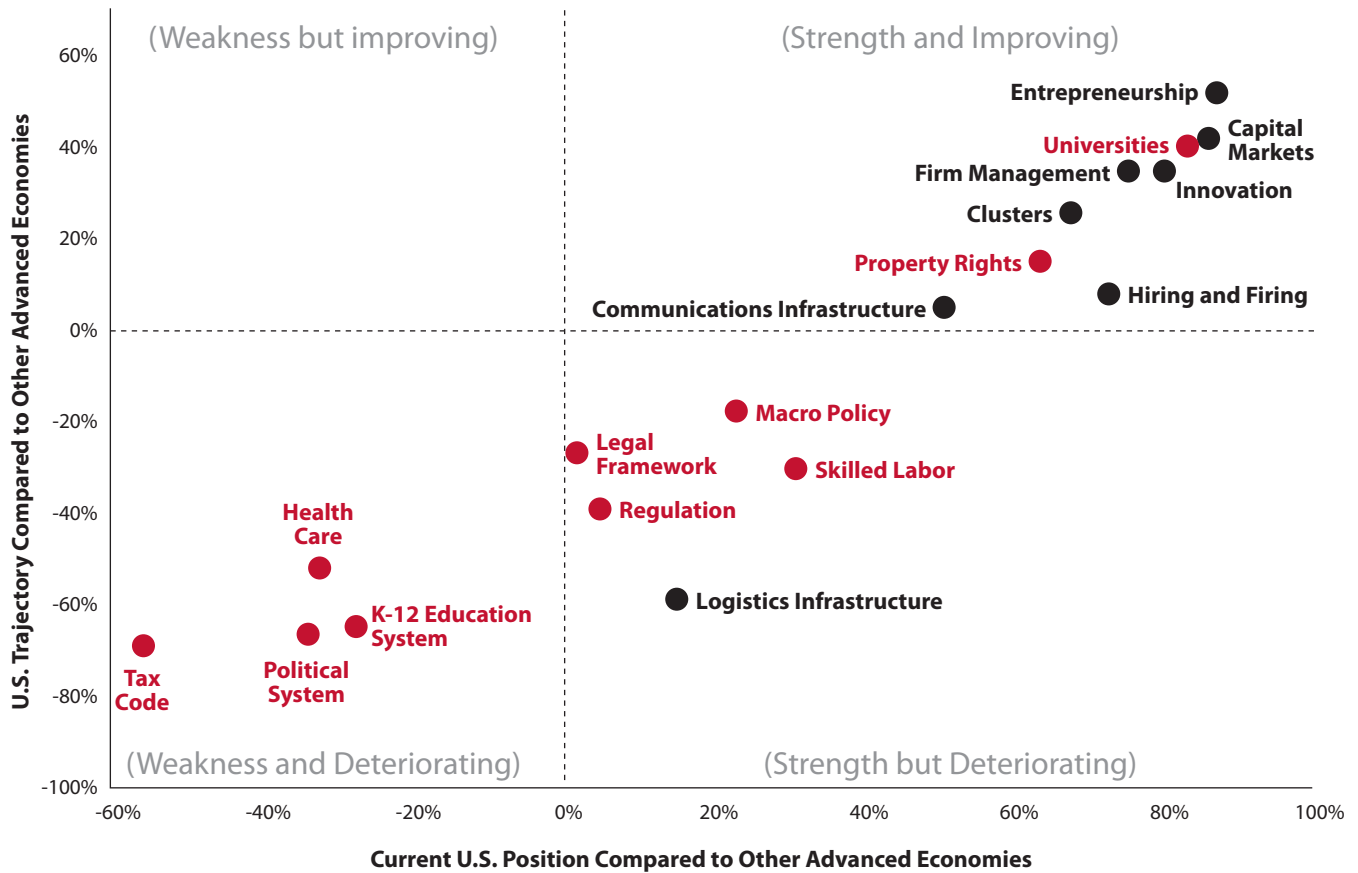 (Weakness but improving)
(Strength and Improving)
60%
40%
20%
0%
-20%
-40%
-60%
-80%
-100%
U.S. Trajectory Compared to Other Advanced Economies
Entrepreneurship
Capital
Markets
Universities
Firm Management
Innovation
Clusters
Property Rights
Hiring and Firing
Communications Infrastructure
Macro Policy
Legal
Framework
Skilled Labor
Regulation
Health
Care
Logistics Infrastructure
K-12 Education
System
Political
System
Tax
Code
(Weakness and Deteriorating)
(Strength but Deteriorating)
-60%
-40%
-20%
0%
20%
40%
60%
80%
100%
Current U.S. Position Compared to Other Advanced Economies